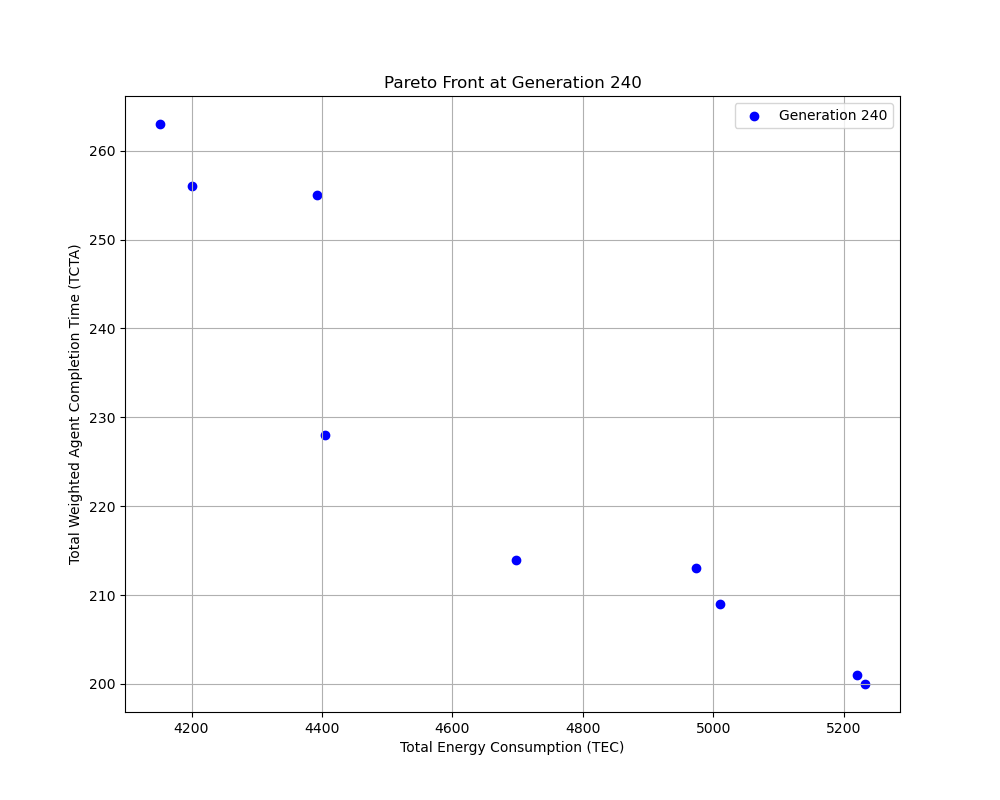 Pareto Front at Generation 240
Generation 240
260
250
240
230
220
210
200
Total Weighted Agent Completion Time (TCTA)
4200 4400 4600 4800 5000 5200
Total Energy Consumption (TEC)